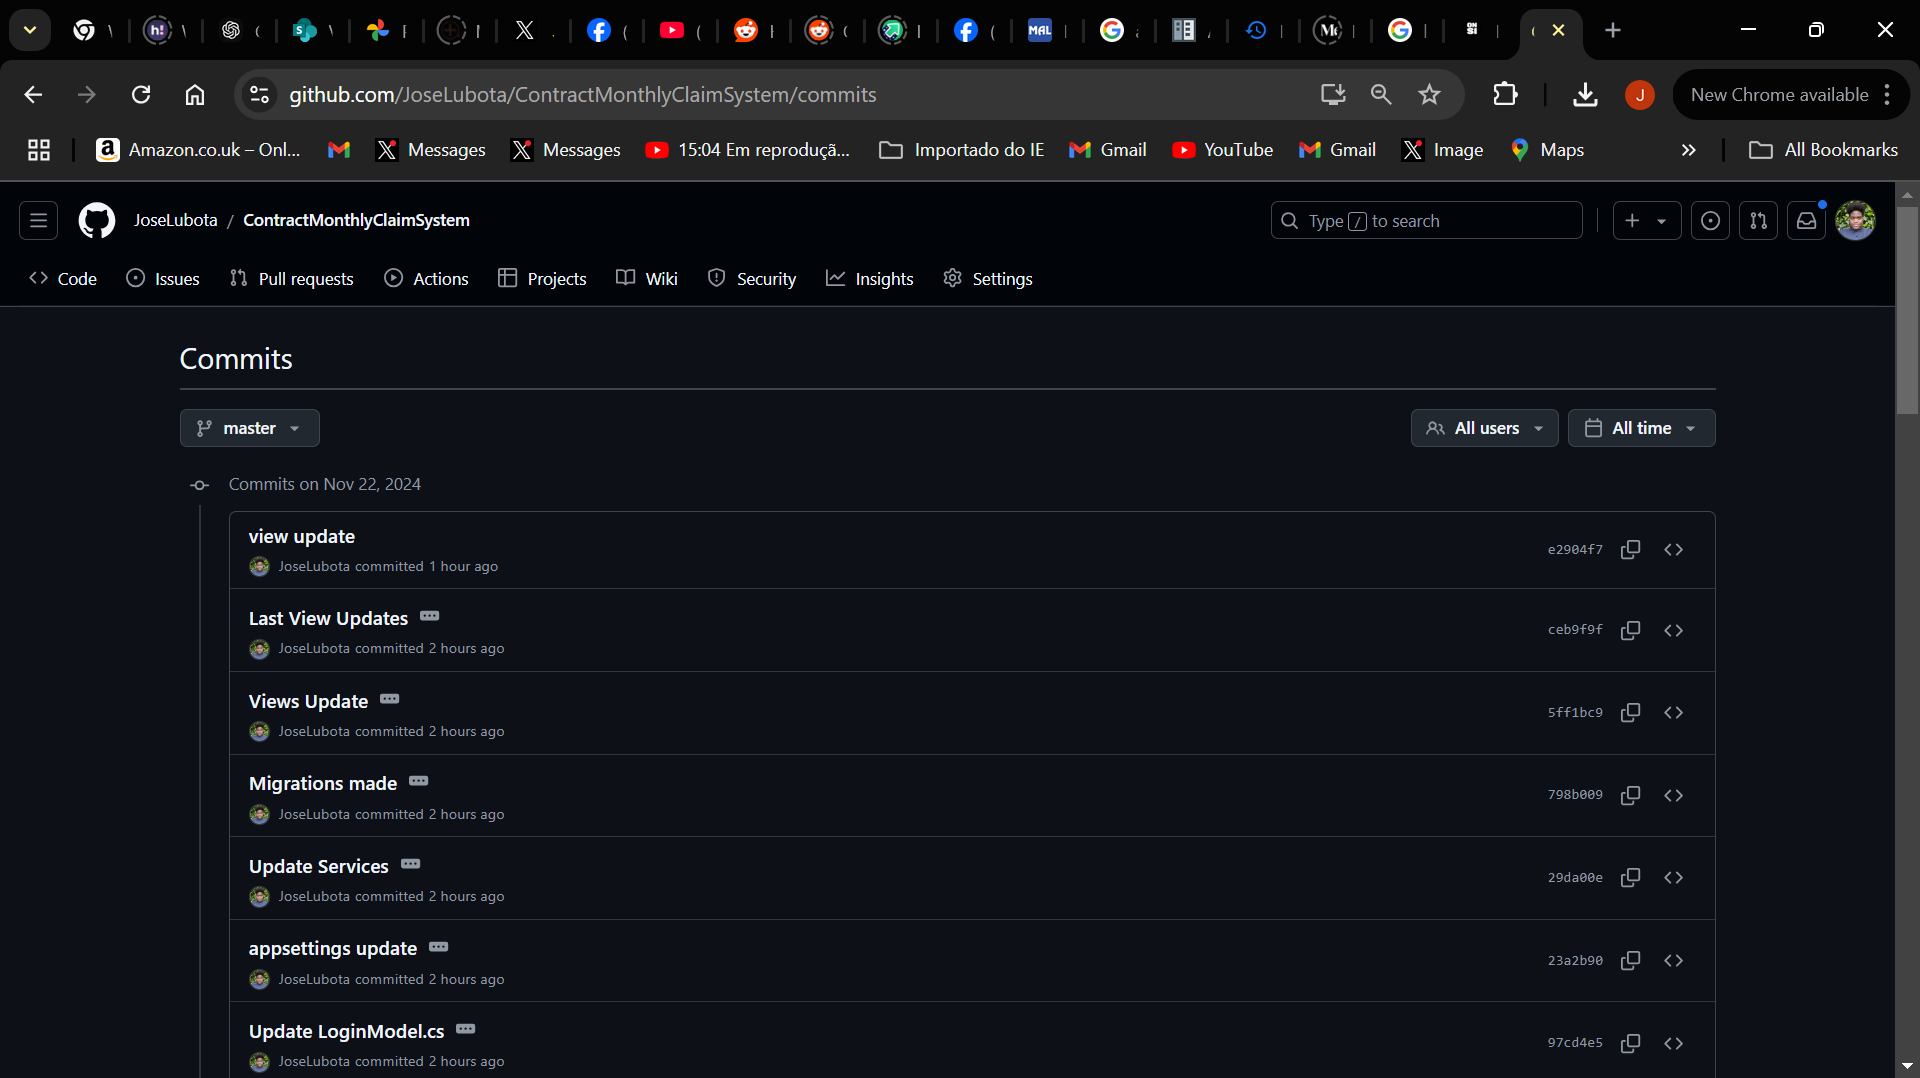 github.com/JoseLubota/ContractMonthlyClaimSystem/commits
J
New Chrome available
Amazon.co.uk – Onl...
Messages
Messages
15:04 Em reproduçã...
Importado do IE
Gmail
YouTube
Gmail
Image
Maps
All Bookmarks
JoseLubota / ContractMonthlyClaimSystem
Type / to search
Code
Issues
Pull requests
Actions
Projects
Wiki
Security
Insights
Settings
Commits
master
All users
All time
Commits on Nov 22, 2024
view update
JoseLubota committed 1 hour ago
e2904f7
Last View Updates
JoseLubota committed 2 hours ago
ceb9f9f
Views Update
JoseLubota committed 2 hours ago
5ff1bc9
Migrations made
JoseLubota committed 2 hours ago
798b009
Update Services
JoseLubota committed 2 hours ago
29da00e
appsettings update
JoseLubota committed 2 hours ago
23a2b90
Update LoginModel.cs
JoseLubota committed 2 hours ago
97cd4e5